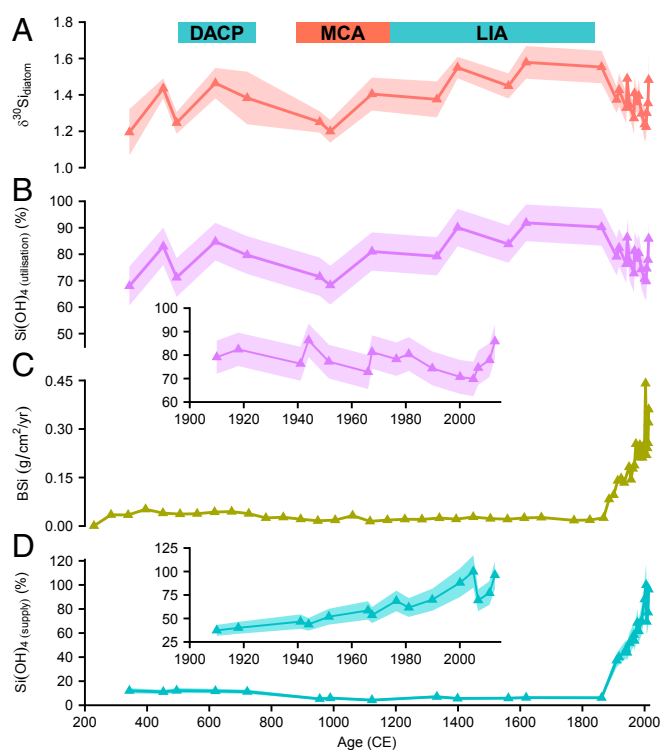 A
DACP MCA LIA
δ30Sidiatom
1.8
1.6
1.4
1.2
1.0
B
Si(OH)4 (utilisation) (%)
100
90
80
70
60
50
100
90
80
70
60
1900 1920 1940 1960 1980 2000
C
BSi (g/cm2/yr)
0.45
0.30
0.15
0.00
D
Si(OH)4 (supply) (%)
120
100
80
60
40
20
0
125
100
75
50
25
1900 1920 1940 1960 1980 2000
200 400 600 800 1000 1200 1400 1600 1800 2000
Age (CE)